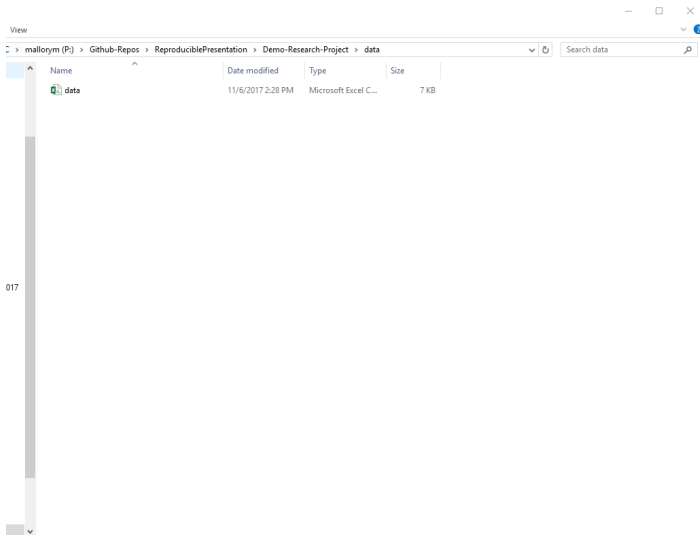 View
mallorym (P:) > Github-Repos > ReproduciblePresentation > Demo-Research-Project > data
Search data
Name Date modified Type Size
data 11/6/2017 2:28 PM Microsoft Excel C... 7 KB
017